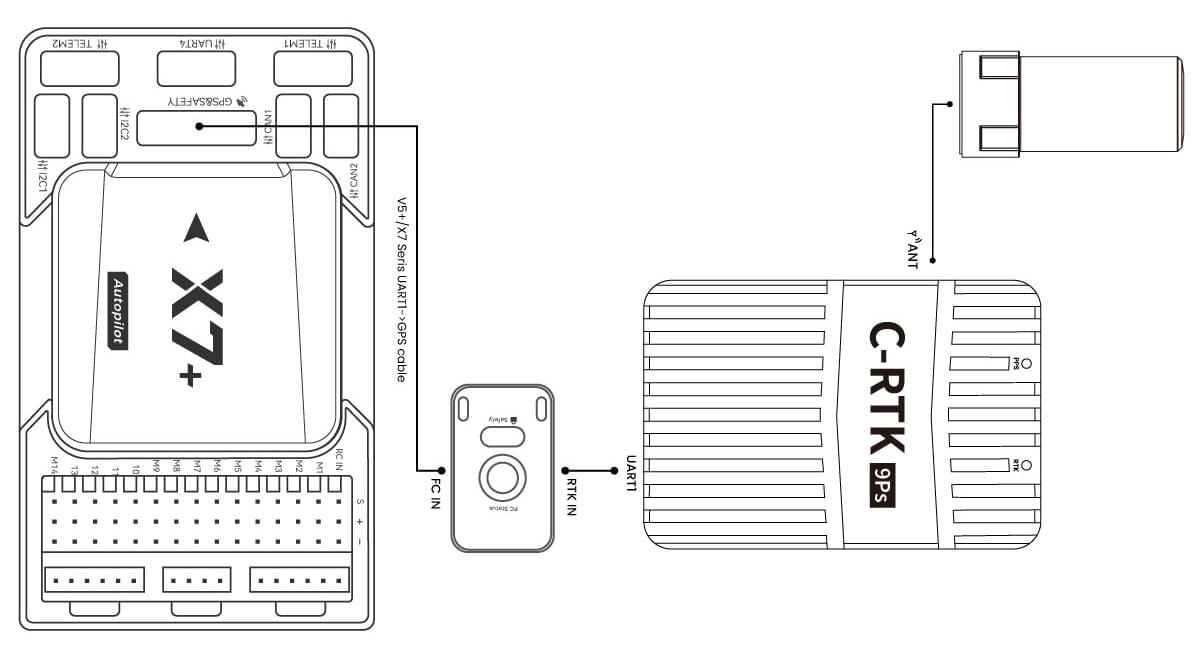 TELEM2
UART4
TELEM1
GPS&SAFETY
I2C2
CAN1
I2C1
CAN2
X7+
Autopilot
V5+/X7 Seris UART1->GPS cable
M14
13
12
11
10
M9
M8
M7
M6
M5
M4
M3
M2
M1
RC IN
S
+
-
FC IN
Safety
FC Status
RTK IN
UART1
ANT
C-RTK
9Ps
PPS
RTK